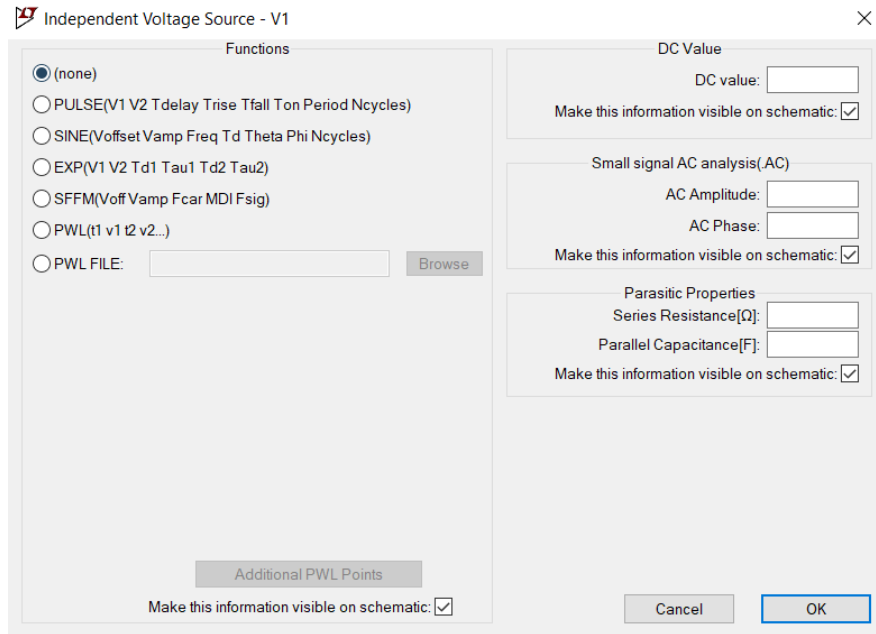 Independent Voltage Source - V1
Functions
(none)
PULSE(V1 V2 Tdelay Trise Tfall Ton Period Ncycles)
SINE(Voffset Vamp Freq Td Theta Phi Ncycles)
EXP(V1 V2 Td1 Tau1 Td2 Tau2)
SFFM(Voff Vamp Fcar MDI Fsig)
PWL(t1 v1 t2 v2...)
PWL FILE:
Browse
Additional PWL Points
Make this information visible on schematic:
DC Value
DC value:
Make this information visible on schematic:
Small signal AC analysis(.AC)
AC Amplitude:
AC Phase:
Make this information visible on schematic:
Parasitic Properties
Series Resistance[Ω]:
Parallel Capacitance[F]:
Make this information visible on schematic:
Cancel
OK